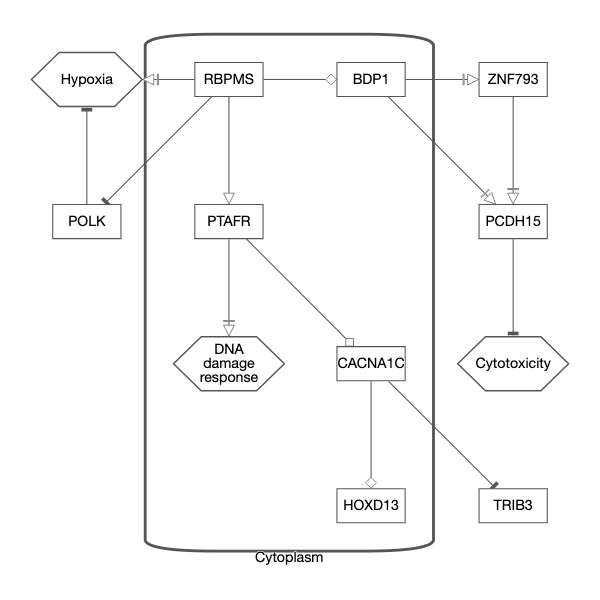 Hypoxia
RBPMS
BDP1
ZNF793
POLK
PTAFR
PCDH15
DNA
damage
response
CACNA1C
Cytotoxicity
HOXD13
TRIB3
Cytoplasm